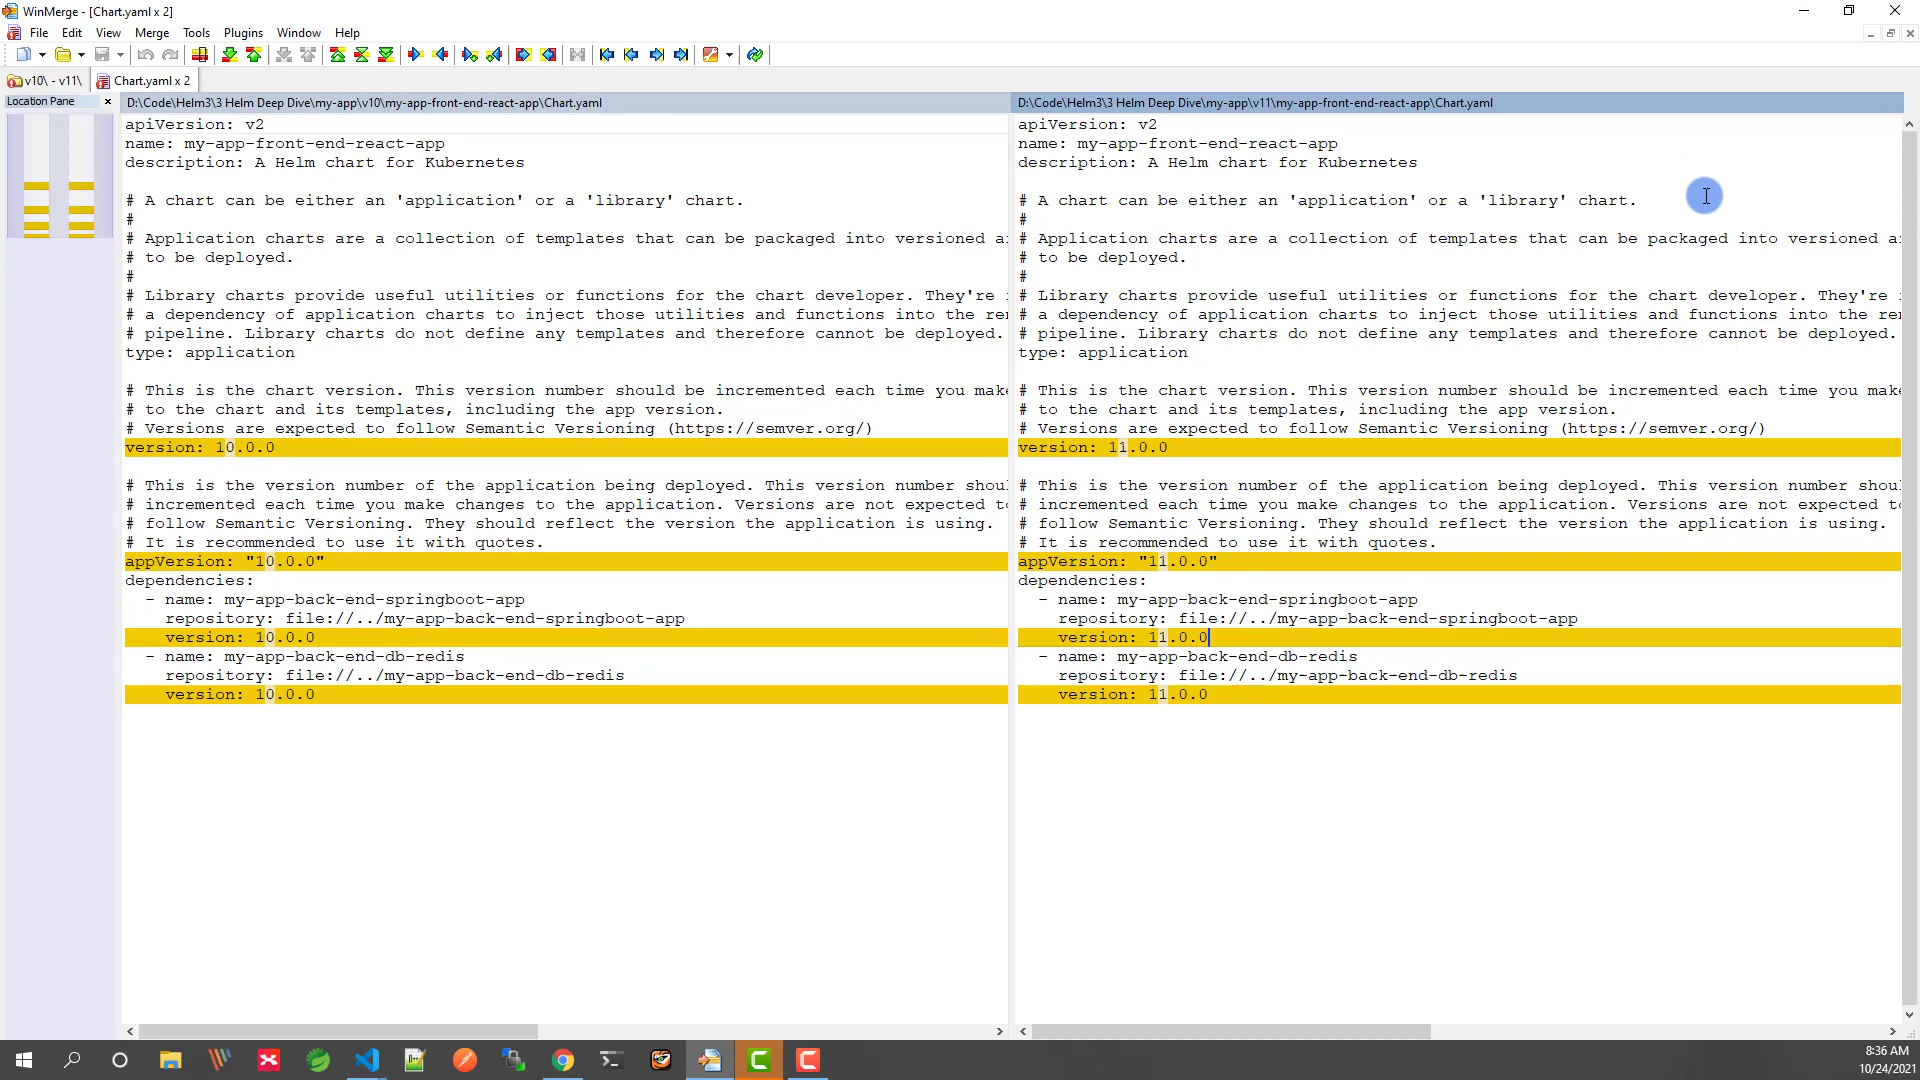 WinMerge - [Chart.yaml x 2]
File Edit View Merge Tools Plugins Window Help
v10\ - v11\ Chart.yaml x 2
Location Pane
D:\Code\Helm3\3 Helm Deep Dive\my-app\v10\my-app-front-end-react-app\Chart.yaml
apiVersion: v2
name: my-app-front-end-react-app
description: A Helm chart for Kubernetes
# A chart can be either an 'application' or a 'library' chart.
#
# Application charts are a collection of templates that can be packaged into versioned
# to be deployed.
#
# Library charts provide useful utilities or functions for the chart developer. They're
# a dependency of application charts to inject those utilities and functions into the
# pipeline. Library charts do not define any templates and therefore cannot be deployed.
type: application
# This is the chart version. This version number should be incremented each time you make
# to the chart and its templates, including the app version.
# Versions are expected to follow Semantic Versioning (https://semver.org/)
version: 10.0.0
# This is the version number of the application being deployed. This version number
# incremented each time you make changes to the application. Versions are not expected
# follow Semantic Versioning. They should reflect the version the application is using.
# It is recommended to use it with quotes.
appVersion: "10.0.0"
dependencies:
- name: my-app-back-end-springboot-app
repository: file://../my-app-back-end-springboot-app
version: 10.0.0
- name: my-app-back-end-db-redis
repository: file://../my-app-back-end-db-redis
version: 10.0.0
D:\Code\Helm3\3 Helm Deep Dive\my-app\v11\my-app-front-end-react-app\Chart.yaml
apiVersion: v2
name: my-app-front-end-react-app
description: A Helm chart for Kubernetes
# A chart can be either an 'application' or a 'library' chart.
#
# Application charts are a collection of templates that can be packaged into versioned
# to be deployed.
#
# Library charts provide useful utilities or functions for the chart developer. They're
# a dependency of application charts to inject those utilities and functions into the
# pipeline. Library charts do not define any templates and therefore cannot be deployed.
type: application
# This is the chart version. This version number should be incremented each time you make
# to the chart and its templates, including the app version.
# Versions are expected to follow Semantic Versioning (https://semver.org/)
version: 11.0.0
# This is the version number of the application being deployed. This version number
# incremented each time you make changes to the application. Versions are not expected
# follow Semantic Versioning. They should reflect the version the application is using.
# It is recommended to use it with quotes.
appVersion: "11.0.0"
dependencies:
- name: my-app-back-end-springboot-app
repository: file://../my-app-back-end-springboot-app
version: 11.0.0
- name: my-app-back-end-db-redis
repository: file://../my-app-back-end-db-redis
version: 11.0.0
8:36 AM
10/24/2021